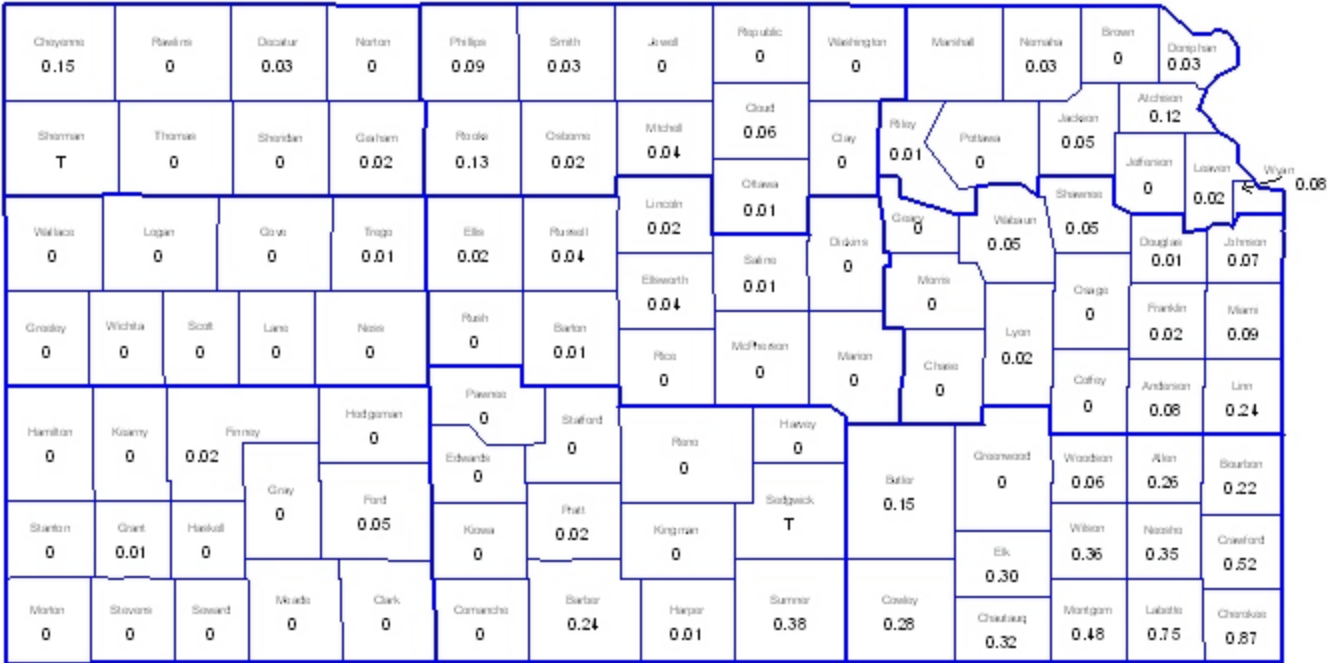 Cheyenne
0.15
Rawlins
0
Decatur
0.03
Norton
0
Phillips
0.09
Smith
0.03
Jewell
0
Republic
0
Washington
0
Marshall
Nemaha
0.03
Brown
0
Doniphan
0.03
Sherman
T
Thomas
0
Sheridan
0
Graham
0.02
Rooks
0.13
Osborne
0.02
Mitchell
0.04
Cloud
0.06
Clay
0
Riley
0.01
Pottawa
0
Jackson
0.05
Atchison
0.12
Jefferson
0
Leaven
0.02
Wyan
0.08
Ottawa
0.01
Wallace
0
Logan
0
Gove
0
Trego
0.01
Ellis
0.02
Russell
0.04
Lincoln
0.02
Saline
0.01
Dickins
0
Geary
0
Wabaun
0.05
Shawnee
0.05
Douglas
0.01
Johnson
0.07
Greeley
0
Wichita
0
Scott
0
Lane
0
Ness
0
Rush
0
Barton
0.01
Ellsworth
0.04
Rice
0
McPherson
0
Marion
0
Morris
0
Chase
0
Lyon
0.02
Osage
0
Franklin
0.02
Miami
0.09
Coffey
0
Anderson
0.08
Linn
0.24
Hamilton
0
Kearny
0
Finney
0.02
Hodgeman
0
Pawnee
0
Stafford
0
Edwards
0
Reno
0
Harvey
0
Gray
0
Ford
0.05
Kiowa
0
Pratt
0.02
Kingman
0
Sedgwick
T
Butler
0.15
Greenwood
0
Woodson
0.06
Allen
0.26
Bourbon
0.22
Stanton
0
Grant
0.01
Haskell
0
Elk
0.30
Wilson
0.36
Neosho
0.35
Crawford
0.52
Morton
0
Stevens
0
Seward
0
Meade
0
Clark
0
Comanche
0
Barber
0.24
Harper
0.01
Sumner
0.38
Cowley
0.28
Chautauq
0.32
Montgom
0.48
Labette
0.75
Cherokee
0.87